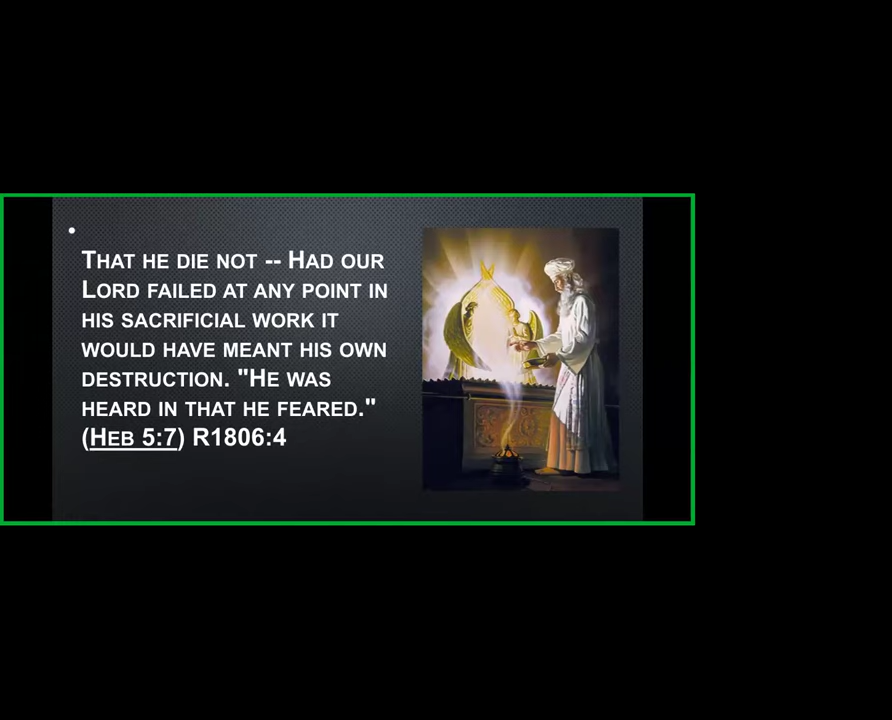 That he die not -- Had our
Lord failed at any point in
his sacrificial work it
would have meant his own
destruction. "He was
heard in that he feared."
(Heb 5:7) R1806:4